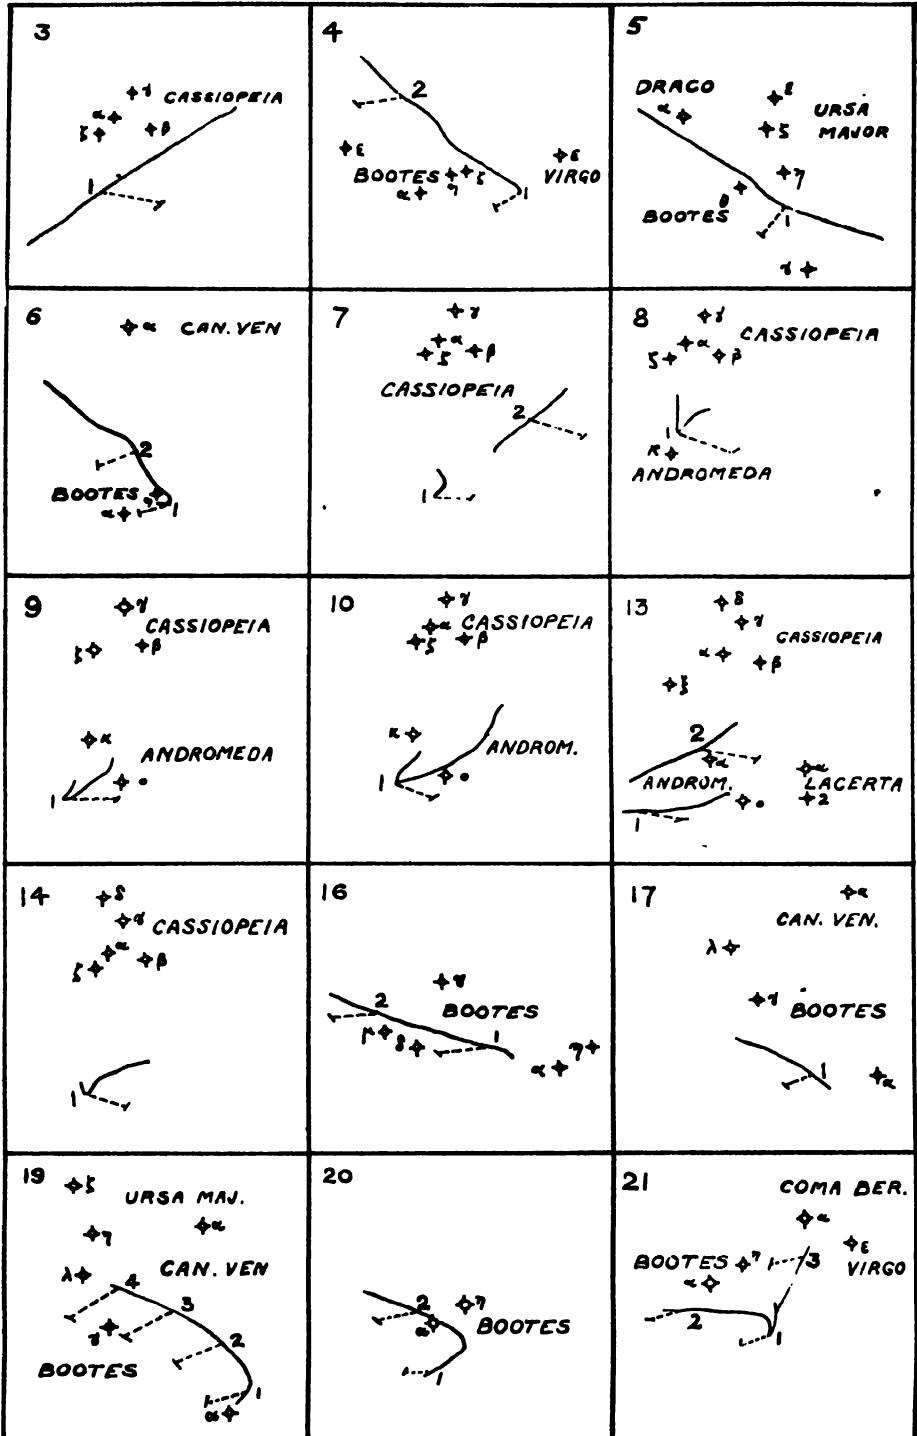 3
γ CASSIOPEIA
α
ζ β
1
4
2
ε
BOOTES η ζ ε VIRGO
α
1
5
DRACO ε
α URSA
ζ MAJOR
η
θ
BOOTES 1
γ
6
α CAN. VEN
2
BOOTES η
α 1
7
γ
α
ζ β
CASSIOPEIA
2
1
8
γ
CASSIOPEIA
α
ζ β
1
κ
ANDROMEDA
9
γ
CASSIOPEIA
ξ β
κ
ANDROMEDA
ο
1
10
γ
α CASSIOPEIA
ξ β
κ
ANDROM.
1 ο
13
δ
γ
CASSIOPEIA
α β
ξ
2
α α
ANDROM. LACERTA
ο 2
1
14
δ
γ CASSIOPEIA
α
ζ β
1
16
γ
2 BOOTES
μ 1
δ η
α
17
α
CAN. VEN.
λ
γ BOOTES
1
α
19
ζ URSA MAJ.
α
η
λ CAN. VEN
4
3
γ 2
BOOTES
1
α
20
2 η
α BOOTES
1
21
COMA BER.
α
ε
BOOTES η 3 VIRGO
α
2 1